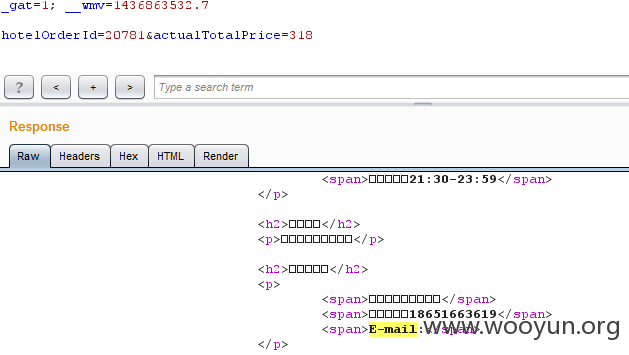 _gat=1; __wmv=1436863532.7
hotelOrderId=20781&actualTotalPrice=318
? < + > Type a search term
Response
Raw Headers Hex HTML Render
<span>□□□□□21:30-23:59</span>
</p>
<h2>□□□□</h2>
<p>□□□□□□□□□</p>
<h2>□□□□□</h2>
<p>
<span>□□□□□□□□□</span>
<span>□□□□□18651663619</span>
<span>E-mail:</span>
</p>
www.wooyun.org